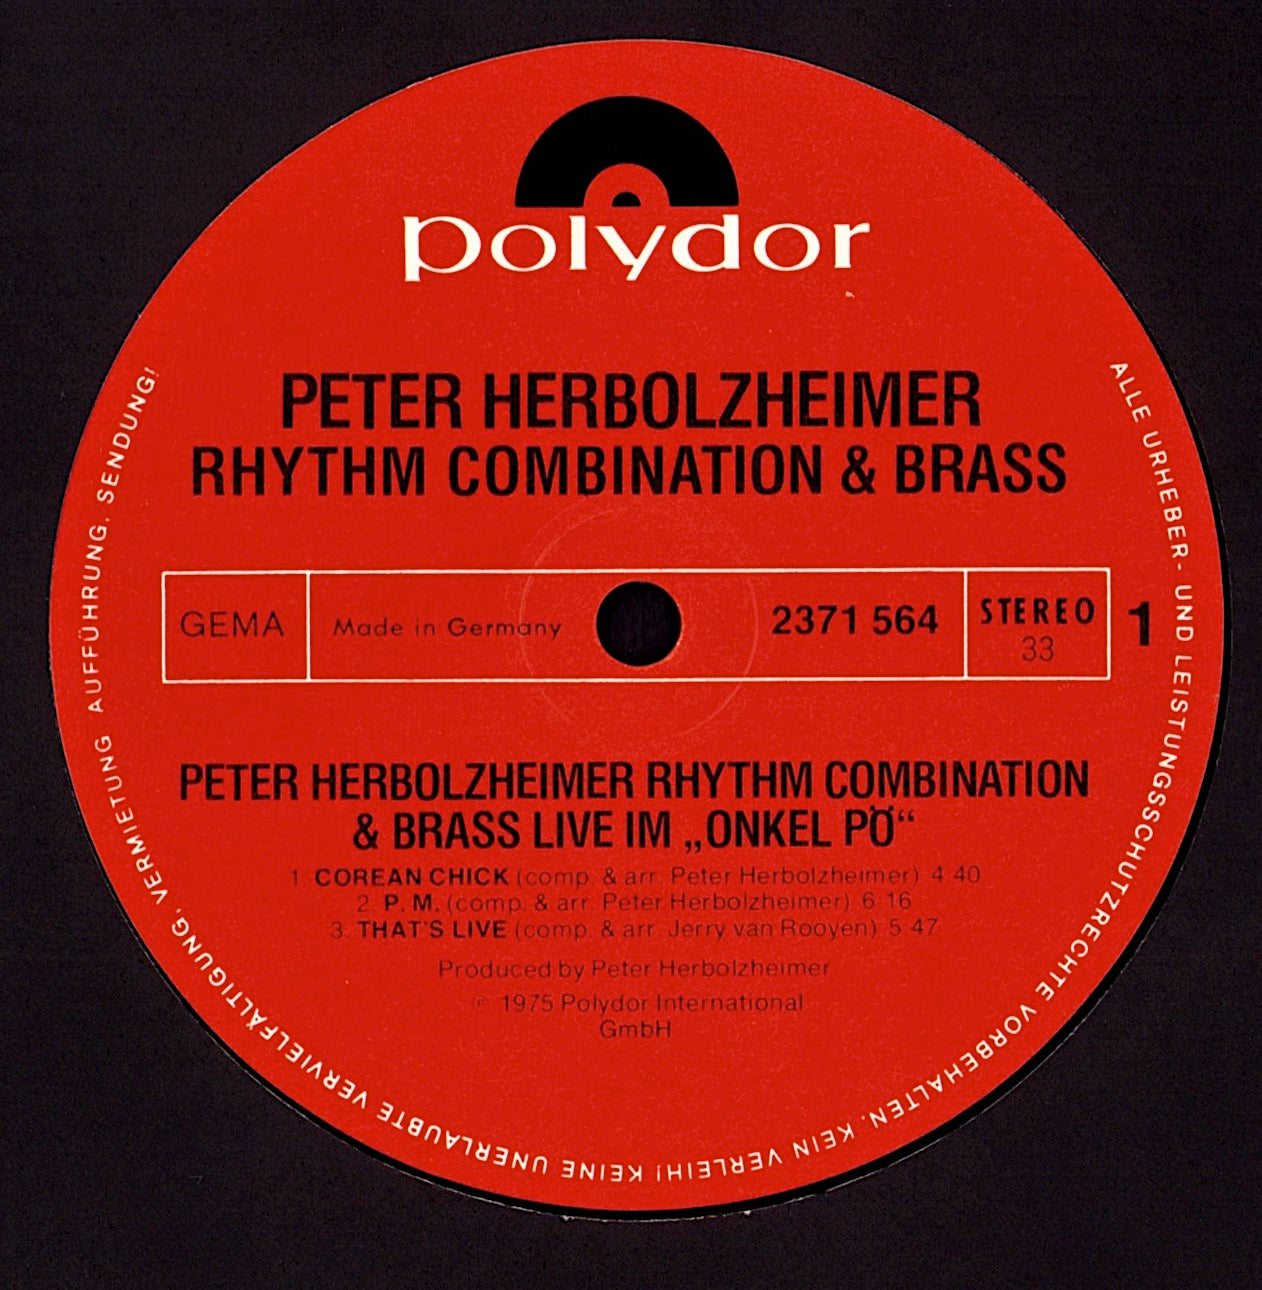 polydor
PETER HERBOLZHEIMER
RHYTHM COMBINATION & BRASS
GEMA
Made in Germany
2371 564
STEREO
33
1
PETER HERBOLZHEIMER RHYTHM COMBINATION
& BRASS LIVE IM „ONKEL PÖ“
1. COREAN CHICK (comp. & arr. Peter Herbolzheimer) 4:40
2. P. M. (comp. & arr. Peter Herbolzheimer) 6:16
3. THAT'S LIVE (comp. & arr. Jerry van Rooyen) 5:47
Produced by Peter Herbolzheimer
℗ 1975 Polydor International
GmbH
ALLE URHEBER- UND LEISTUNGSSCHUTZRECHTE VORBEHALTEN. KEIN VERLEIH! KEINE UNERLAUBTE VERVIELFÄLTIGUNG, VERMIETUNG AUFFÜHRUNG, SENDUNG!